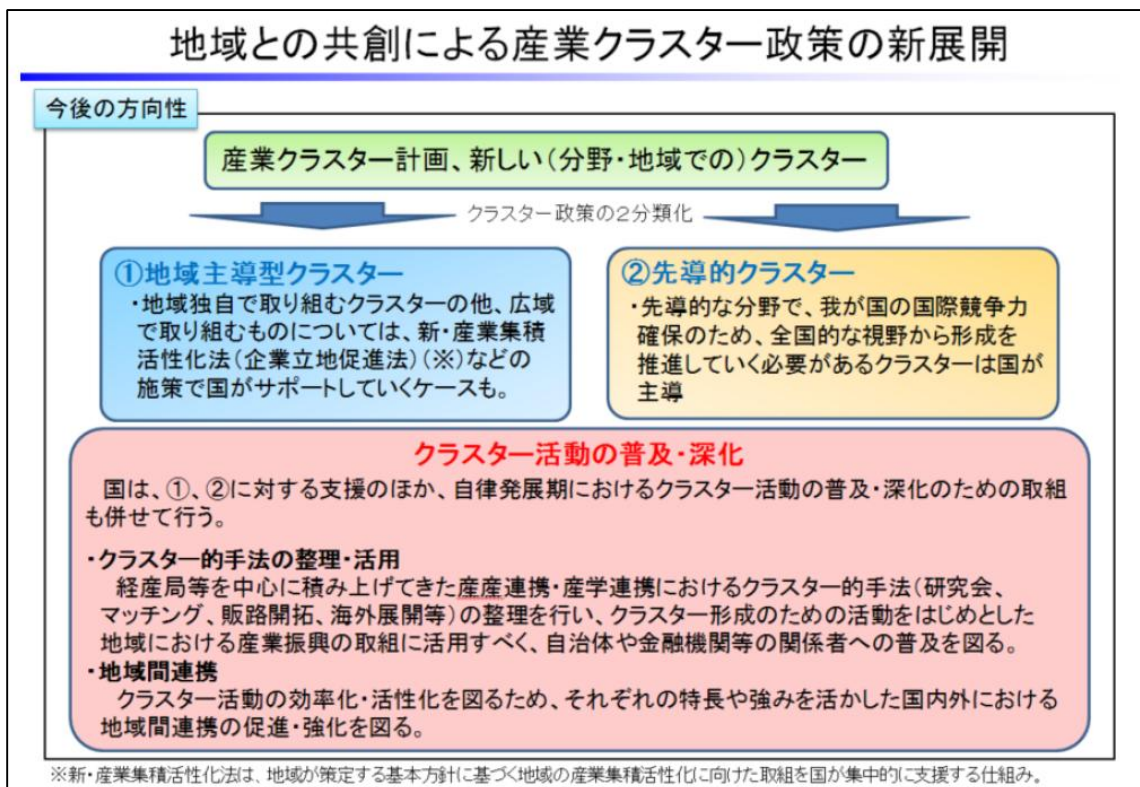 地域との共創による産業クラスター政策の新展開
今後の方向性
産業クラスター計画、新しい(分野・地域での)クラスター
クラスター政策の2分類化
①地域主導型クラスター
・地域独自で取り組むクラスターの他、広域
で取り組むものについては、新・産業集積
活性化法(企業立地促進法)(※)などの
施策で国がサポートしていくケースも。
②先導的クラスター
・先導的な分野で、我が国の国際競争力
確保のため、全国的な視野から形成を
推進していく必要があるクラスターは国が
主導
クラスター活動の普及・深化
国は、①、②に対する支援のほか、自律発展期におけるクラスター活動の普及・深化のための取組
も併せて行う。
・クラスター的手法の整理・活用
経産局等を中心に積み上げてきた産産連携・産学連携におけるクラスター的手法(研究会、
マッチング、販路開拓、海外展開等)の整理を行い、クラスター形成のための活動をはじめとした
地域における産業振興の取組に活用すべく、自治体や金融機関等の関係者への普及を図る。
・地域間連携
クラスター活動の効率化・活性化を図るため、それぞれの特長や強みを活かした国内外における
地域間連携の促進・強化を図る。
※新・産業集積活性化法は、地域が策定する基本方針に基づく地域の産業集積活性化に向けた取組を国が集中的に支援する仕組み。